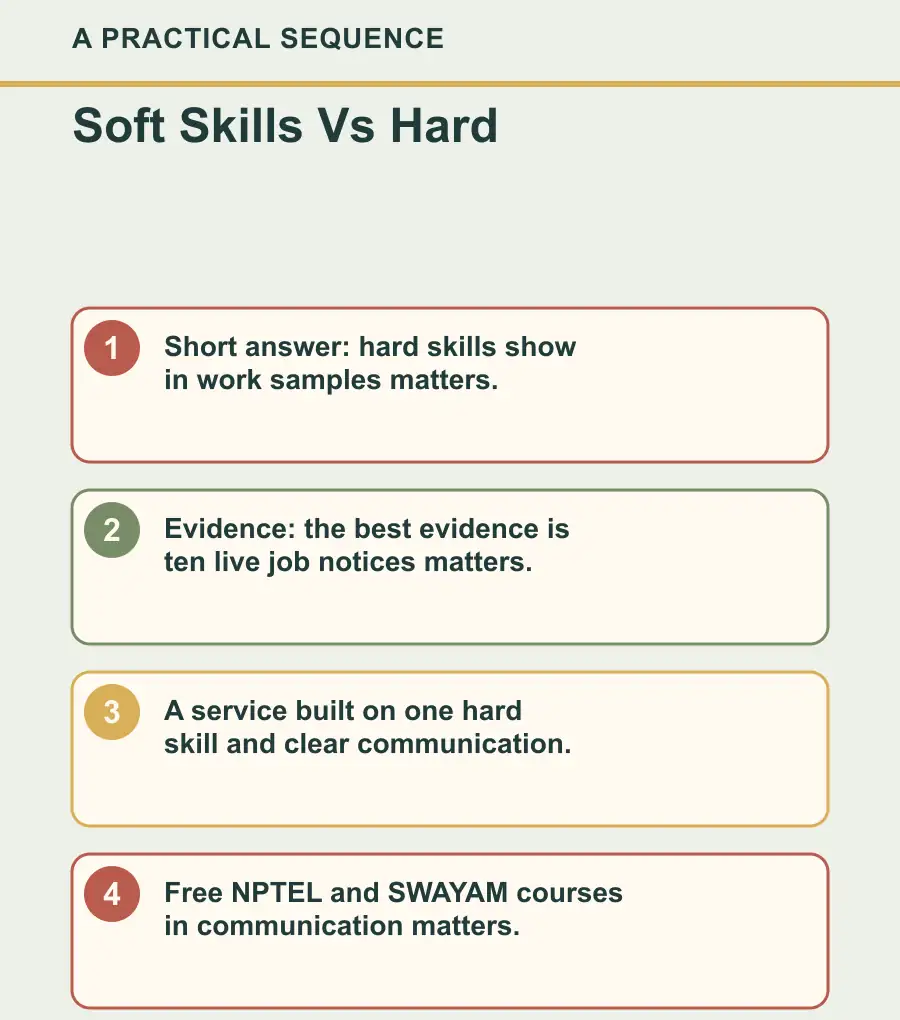 A PRACTICAL SEQUENCE
Soft Skills Vs Hard
1
Short answer: hard skills show
in work samples matters.
2
Evidence: the best evidence is
ten live job notices matters.
3
A service built on one hard
skill and clear communication.
4
Free NPTEL and SWAYAM courses
in communication matters.